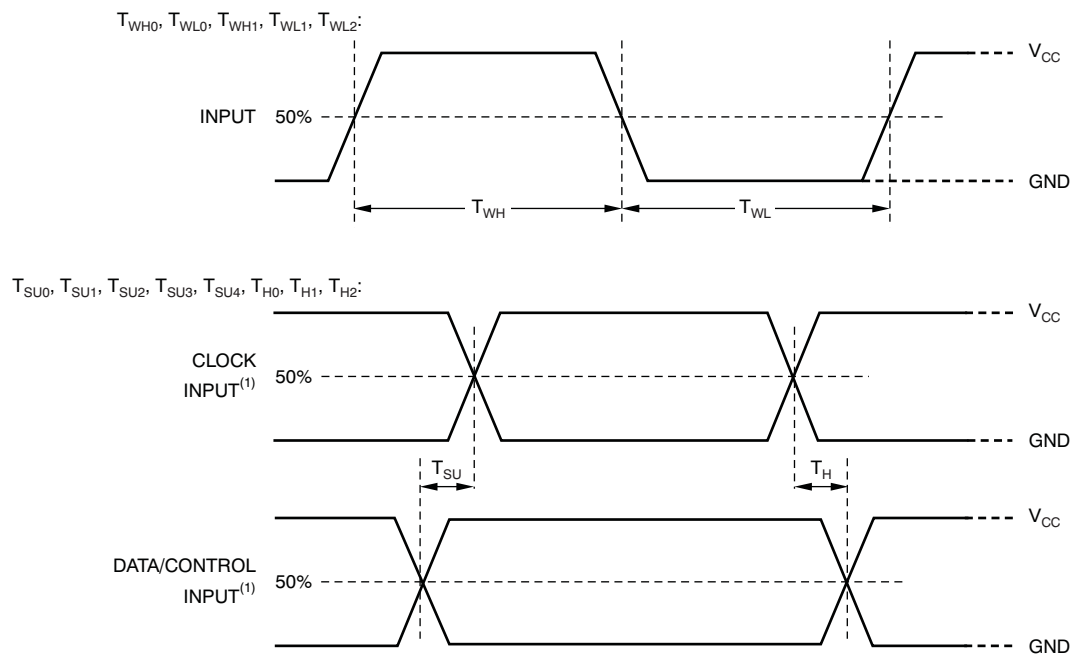 T_WH0, T_WL0, T_WH1, T_WL1, T_WL2:
V_CC
INPUT 50%
GND
T_WH T_WL
T_SU0, T_SU1, T_SU2, T_SU3, T_SU4, T_H0, T_H1, T_H2:
V_CC
CLOCK
INPUT(1) 50%
GND
T_SU T_H
V_CC
DATA/CONTROL
INPUT(1) 50%
GND